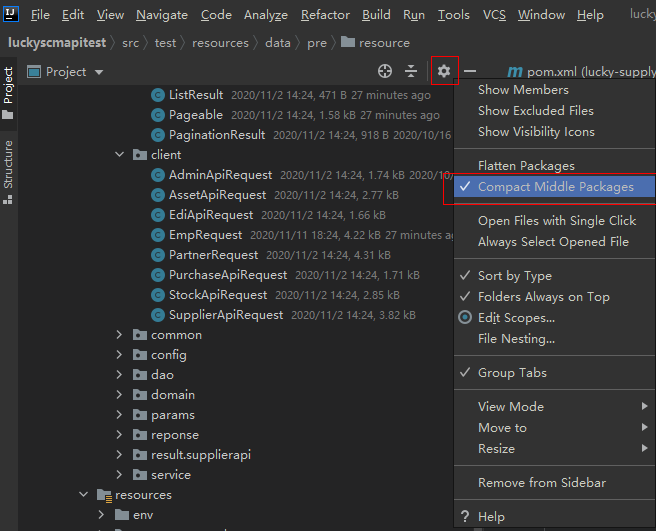 IJ File Edit View Navigate Code Analyze Refactor Build Run Tools VCS Window Help lucky
luckyscmapitest src test resources data pre resource
Project
m pom.xml (lucky-supply
Project
Structure
ListResult 2020/11/2 14:24, 471 B 27 minutes ago
Pageable 2020/11/2 14:24, 1.58 kB 27 minutes ago
PaginationResult 2020/11/2 14:24, 918 B 2020/10/16
client
AdminApiRequest 2020/11/2 14:24, 1.74 kB 2020/10/
AssetApiRequest 2020/11/2 14:24, 2.77 kB
EdiApiRequest 2020/11/2 14:24, 1.66 kB
EmpRequest 2020/11/11 18:24, 4.22 kB 27 minutes ago
PartnerRequest 2020/11/2 14:24, 4.31 kB
PurchaseApiRequest 2020/11/2 14:24, 1.71 kB
StockApiRequest 2020/11/2 14:24, 2.85 kB
SupplierApiRequest 2020/11/2 14:24, 3.82 kB
common
config
dao
domain
params
reponse
result.supplierapi
service
resources
env
Show Members
Show Excluded Files
Show Visibility Icons
Flatten Packages
Compact Middle Packages
Open Files with Single Click
Always Select Opened File
Sort by Type
Folders Always on Top
Edit Scopes...
File Nesting...
Group Tabs
View Mode
Move to
Resize
Remove from Sidebar
? Help